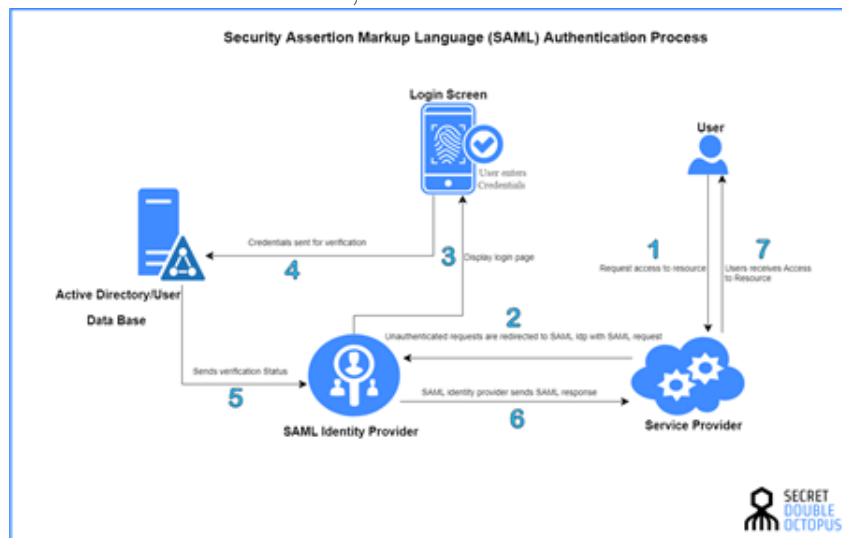 Security Assertion Markup Language (SAML) Authentication Process
Login Screen
User enters
Credentials
User
Credentials sent for verification
4
3
Display login page
1
Request access to resource
7
Users receives Access
to Resource
Active Directory/User
Data Base
2
Unauthenticated requests are redirected to SAML idp with SAML request
Sends verification Status
5
SAML identity provider sends SAML response
6
SAML Identity Provider
Service Provider
SECRET
DOUBLE
OCTOPUS